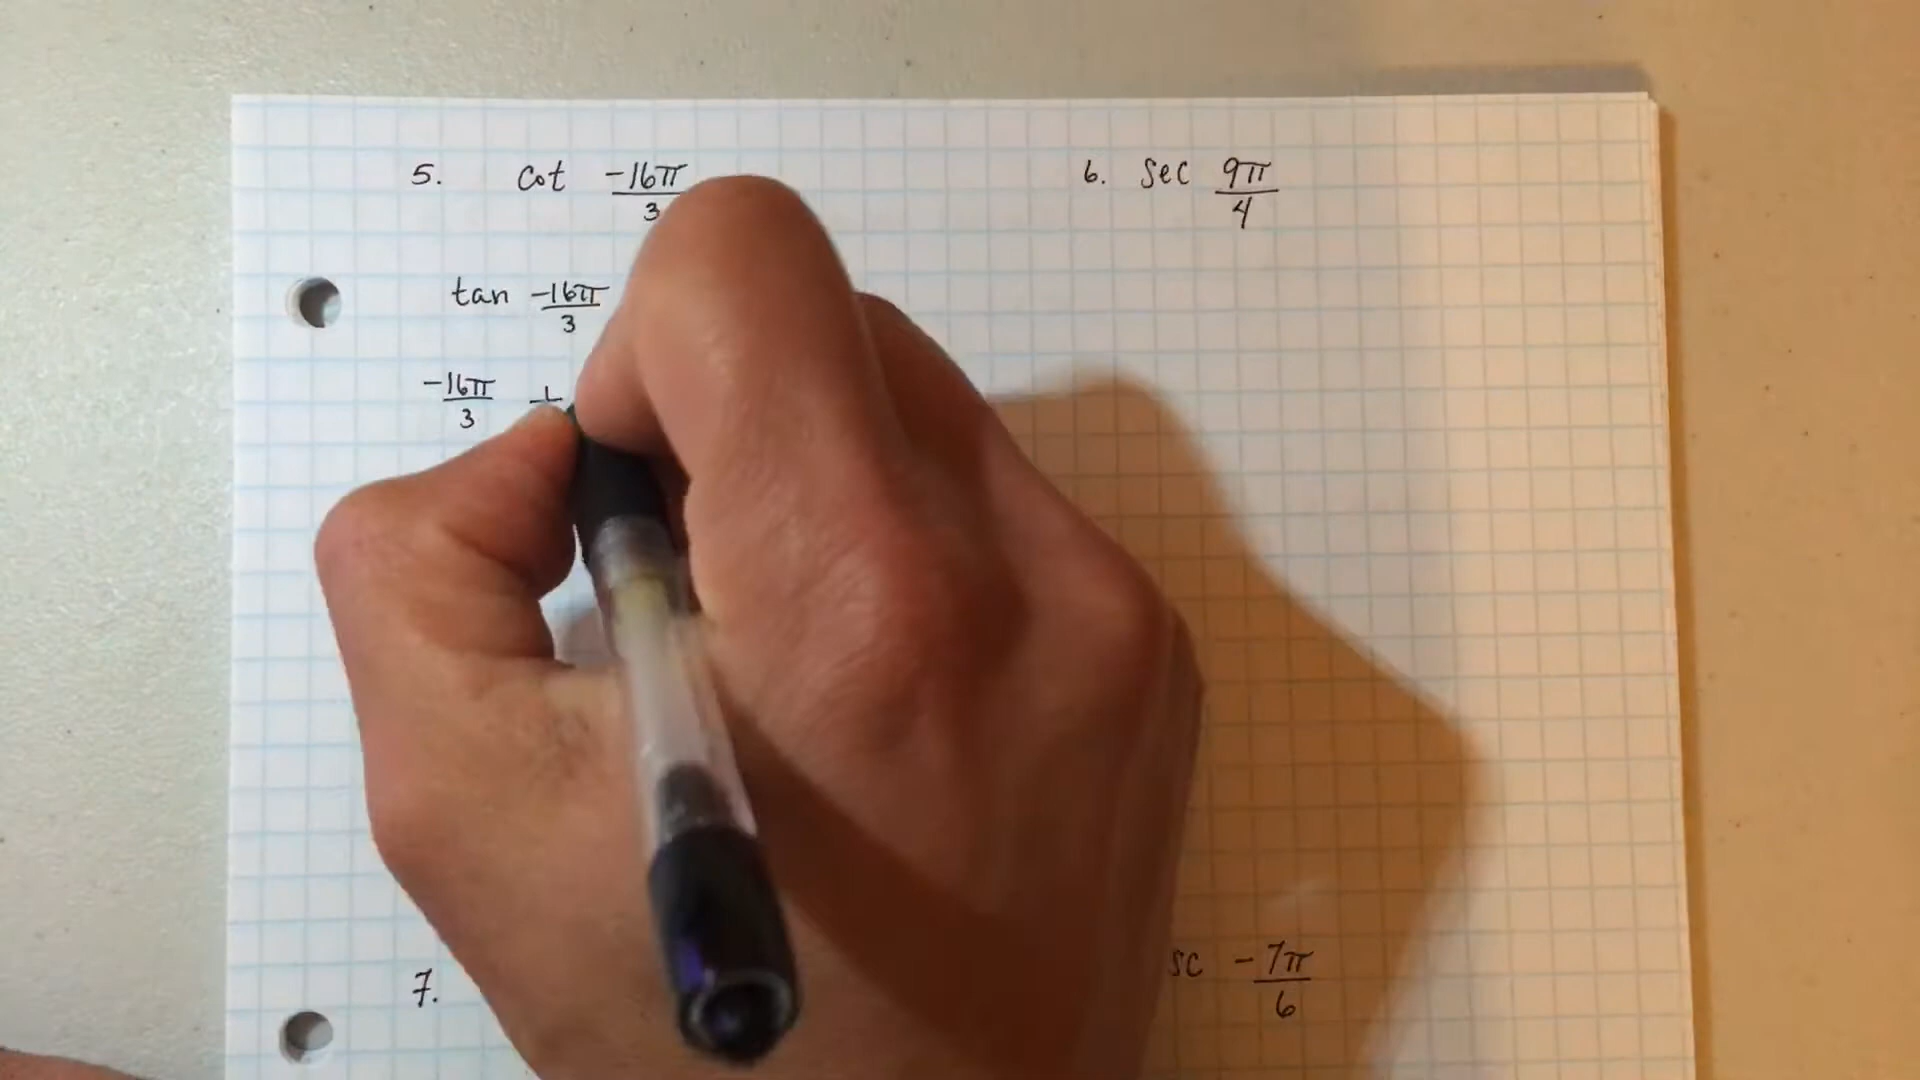 5. cot -16π/3
6. sec 9π/4
tan -16π/3
-16π/3 +
7.
sc -7π/6